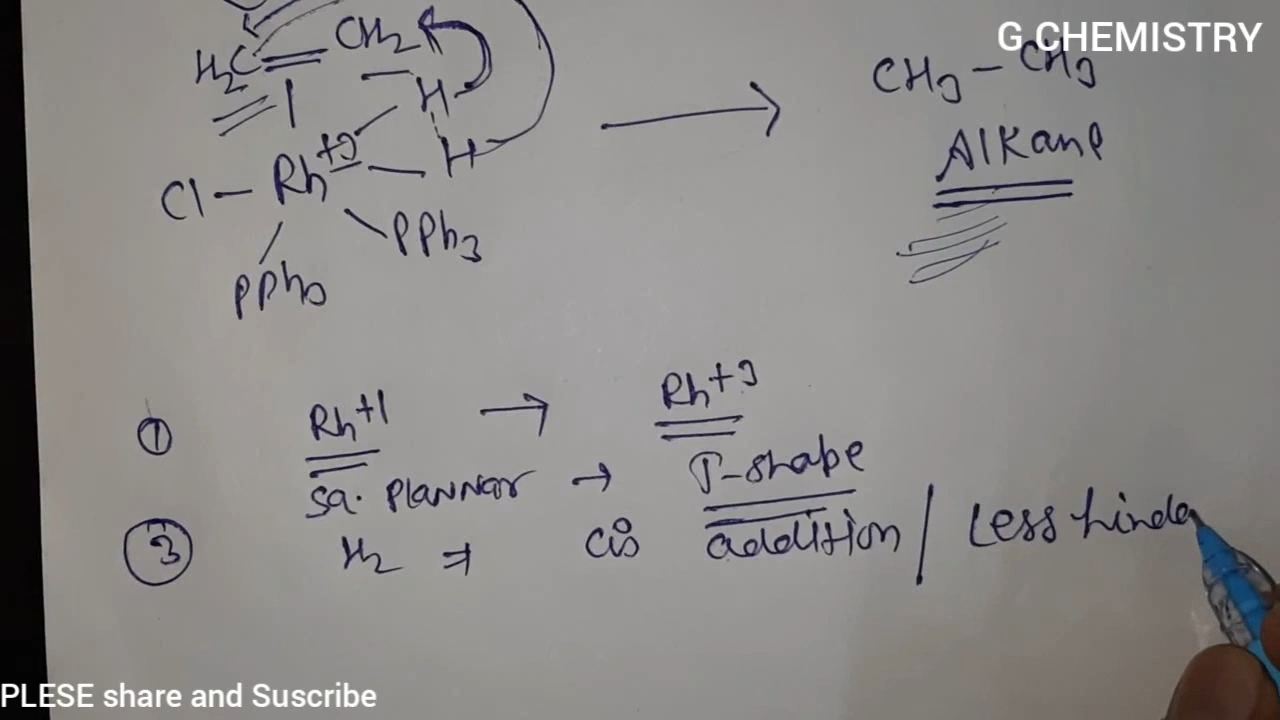 G CHEMISTRY
H₂C = CH₂
H
Cl - Rh⁺³ - H
PPh₃
PPh₃
→
CH₃ - CH₃
Alkane
① Rh⁺¹ → Rh⁺³
Sq. Plannar → T-shape
③ H₂ ⇒ cis addition / Less hinde
PLESE share and Suscribe